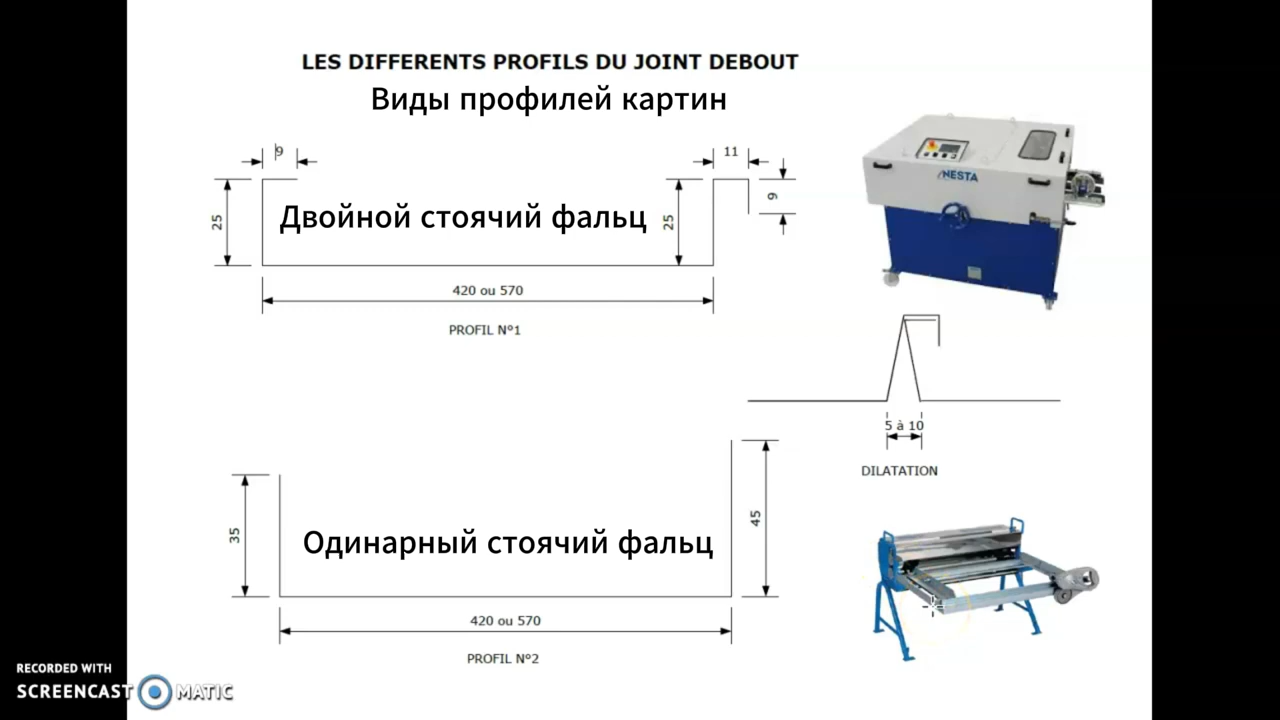 LES DIFFERENTS PROFILS DU JOINT DEBOUT
Виды профилей картин
9
11
25
Двойной стоячий фальц
25
9
NESTA
420 ou 570
PROFIL N°1
5 à 10
DILATATION
35
Одинарный стоячий фальц
45
420 ou 570
PROFIL N°2
RECORDED WITH
SCREENCAST MATIC